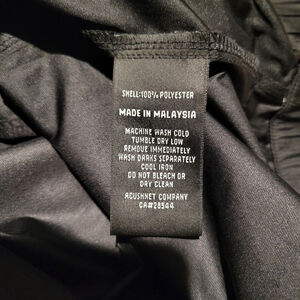 SHELL:100% POLYESTER
MADE IN MALAYSIA
MACHINE WASH COLD
TUMBLE DRY LOW
REMOVE IMMEDIATELY
WASH DARKS SEPARATELY
COOL IRON
DO NOT BLEACH OR
DRY CLEAN
ACUSHNET COMPANY
CA#28544